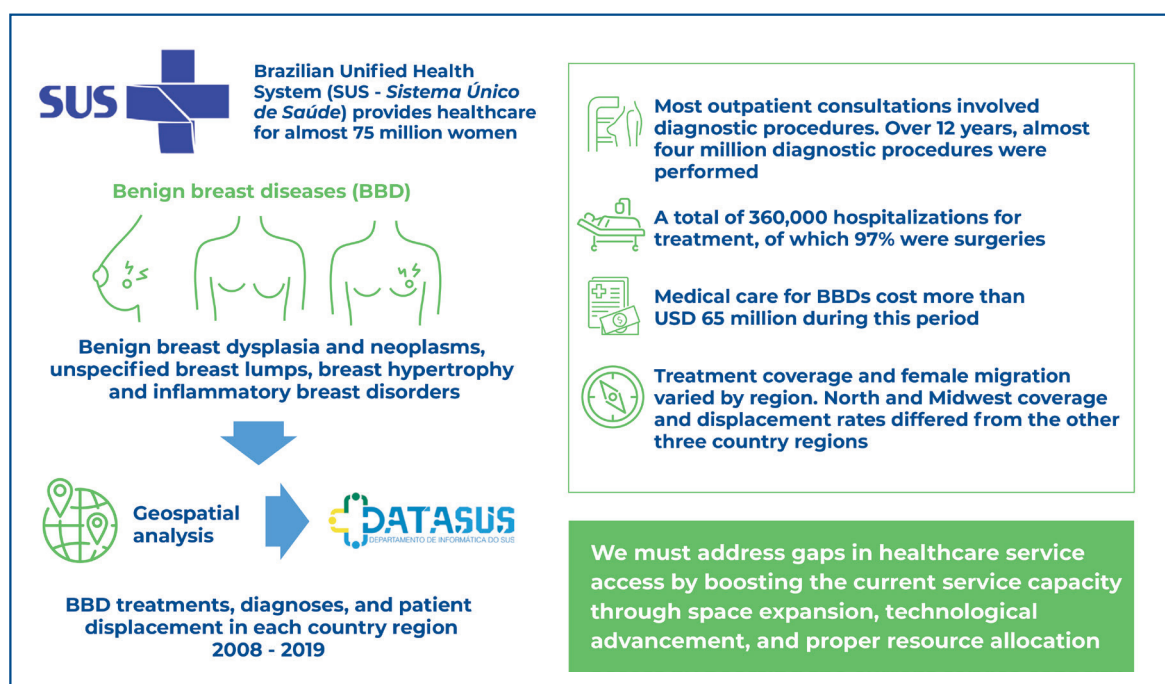 SUS
Brazilian Unified Health
System (SUS - Sistema Único
de Saúde) provides healthcare
for almost 75 million women
Benign breast diseases (BBD)
Benign breast dysplasia and neoplasms,
unspecified breast lumps, breast hypertrophy
and inflammatory breast disorders
Geospatial
analysis
DATASUS
DEPARTAMENTO DE INFORMÁTICA DO SUS
BBD treatments, diagnoses, and patient
displacement in each country region
2008 - 2019
Most outpatient consultations involved
diagnostic procedures. Over 12 years, almost
four million diagnostic procedures were
performed
A total of 360,000 hospitalizations for
treatment, of which 97% were surgeries
Medical care for BBDs cost more than
USD 65 million during this period
Treatment coverage and female migration
varied by region. North and Midwest coverage
and displacement rates differed from the other
three country regions
We must address gaps in healthcare service
access by boosting the current service capacity
through space expansion, technological
advancement, and proper resource allocation